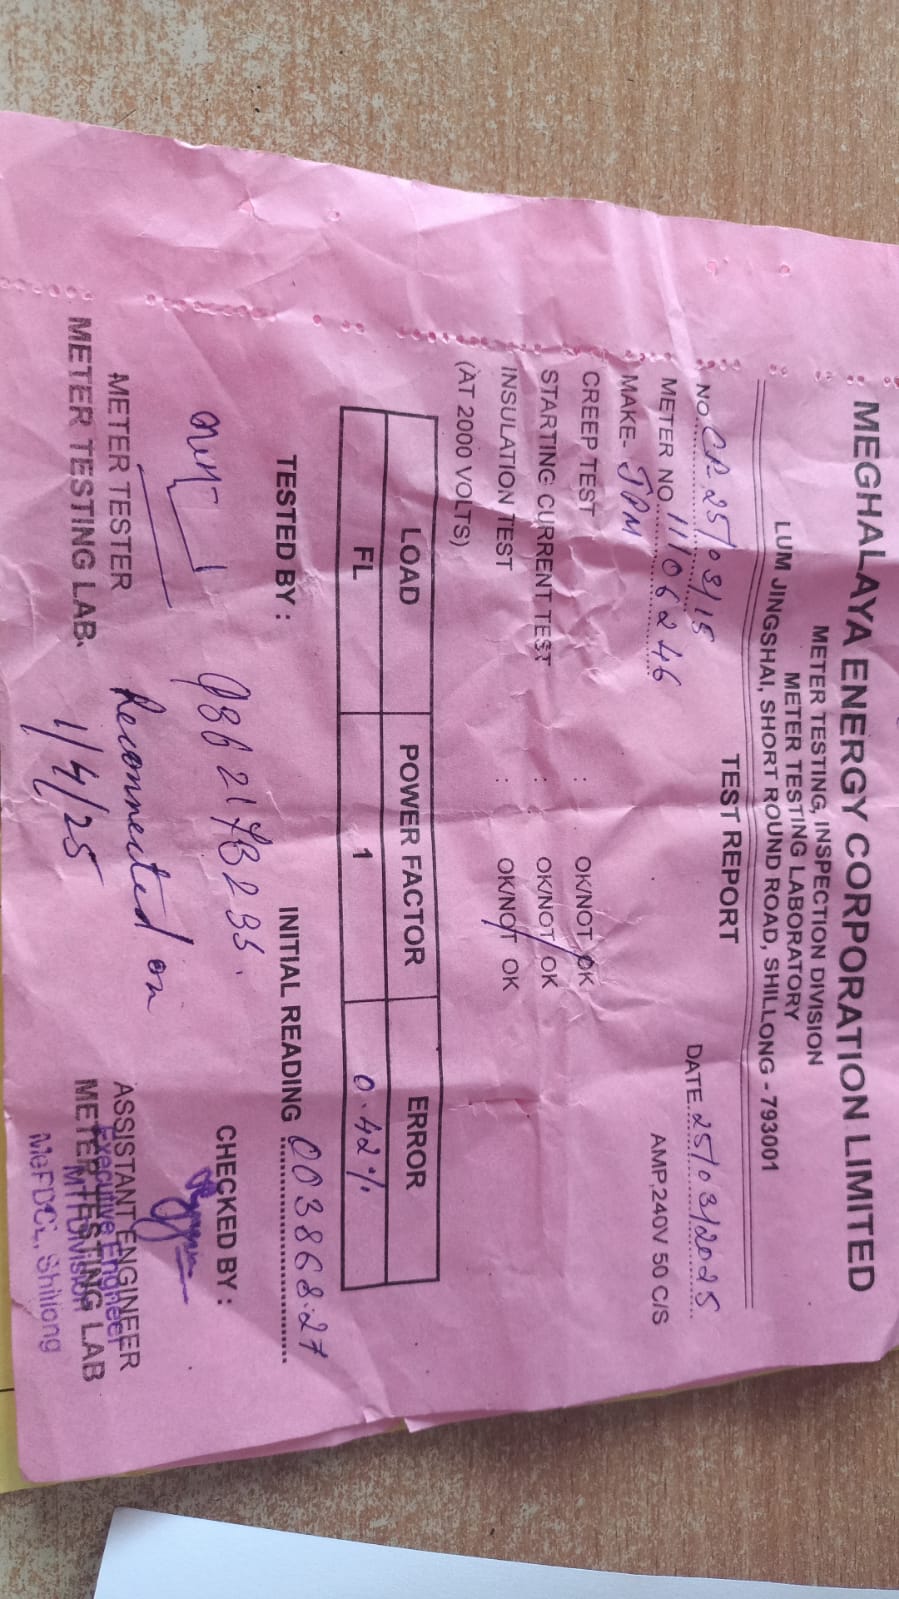 MEGHALAYA ENERGY CORPORATION LIMITED
METER TESTING, INSPECTION DIVISION
METER TESTING LABORATORY
LUM JINGSHAI, SHORT ROUND ROAD, SHILLONG - 793001
TEST REPORT
NO. CR 25/03/15 DATE 25/03/2025
METER NO 11106246 AMP,240V 50 C/S
MAKE- JPM
CREEP TEST : OK/NOT OK
STARTING CURRENT TEST : OK/NOT OK
INSULATION TEST : OK/NOT OK
(AT 2000 VOLTS)
LOAD POWER FACTOR ERROR
FL 1 0.42%
TESTED BY : INITIAL READING 003868.27
CHECKED BY :
Reconnected on
1/4/25
METER TESTER ASSISTANT ENGINEER
METER TESTING LAB. METER TESTING LAB
Executive Engineer
MTI Division
MePDCL, Shillong